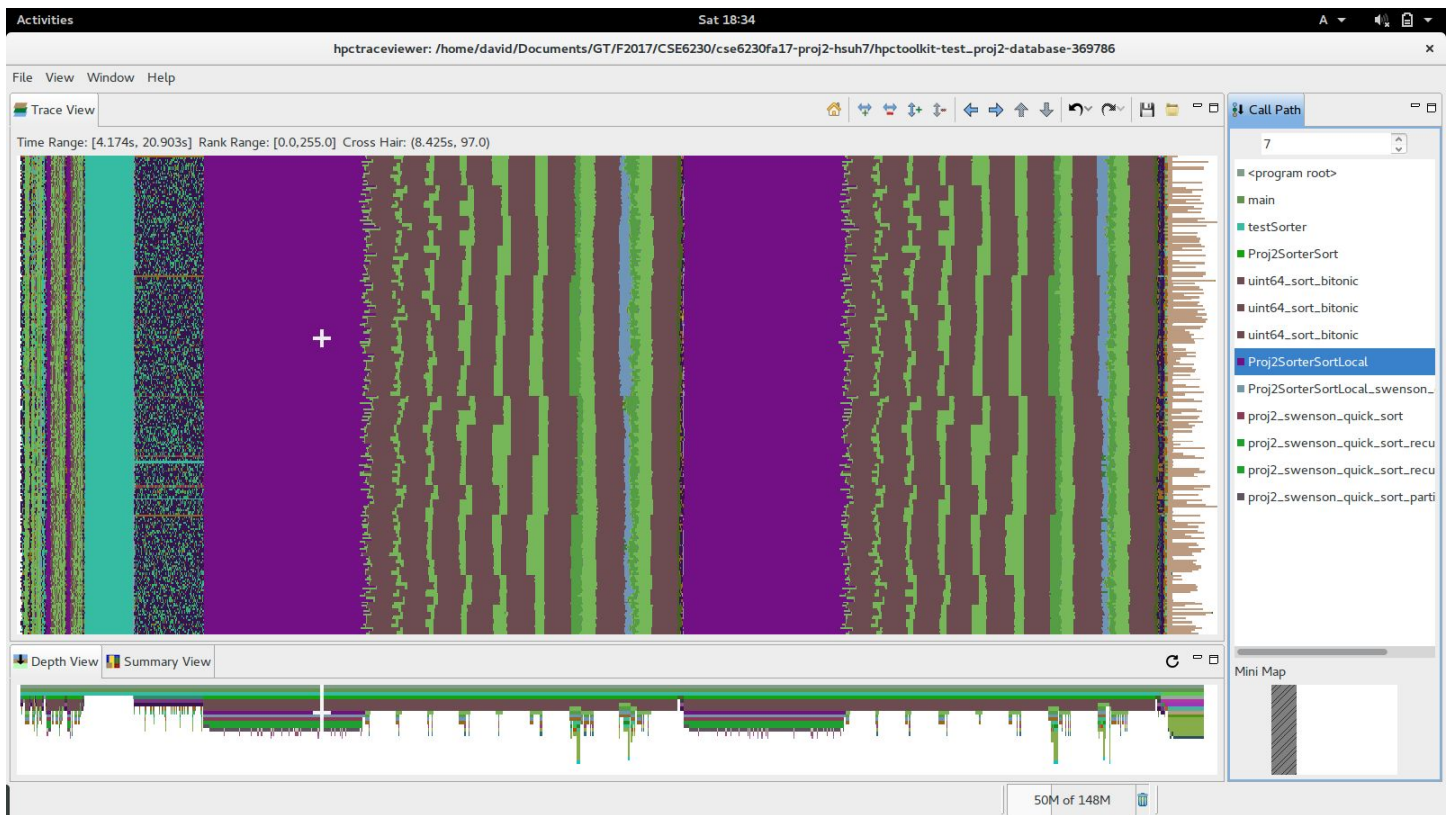 Activities
Sat 18:34
A
hpctraceviewer: /home/david/Documents/GT/F2017/CSE6230/cse6230fa17-proj2-hsuh7/hpctoolkit-test_proj2-database-369786
File View Window Help
Trace View
Time Range: [4.174s, 20.903s] Rank Range: [0.0,255.0] Cross Hair: (8.425s, 97.0)
Call Path
7
<program root>
main
testSorter
Proj2SorterSort
uint64_sort_bitonic
uint64_sort_bitonic
uint64_sort_bitonic
Proj2SorterSortLocal
Proj2SorterSortLocal_swenson_
proj2_swenson_quick_sort
proj2_swenson_quick_sort_recu
proj2_swenson_quick_sort_recu
proj2_swenson_quick_sort_parti
Depth View
Summary View
Mini Map
50M of 148M